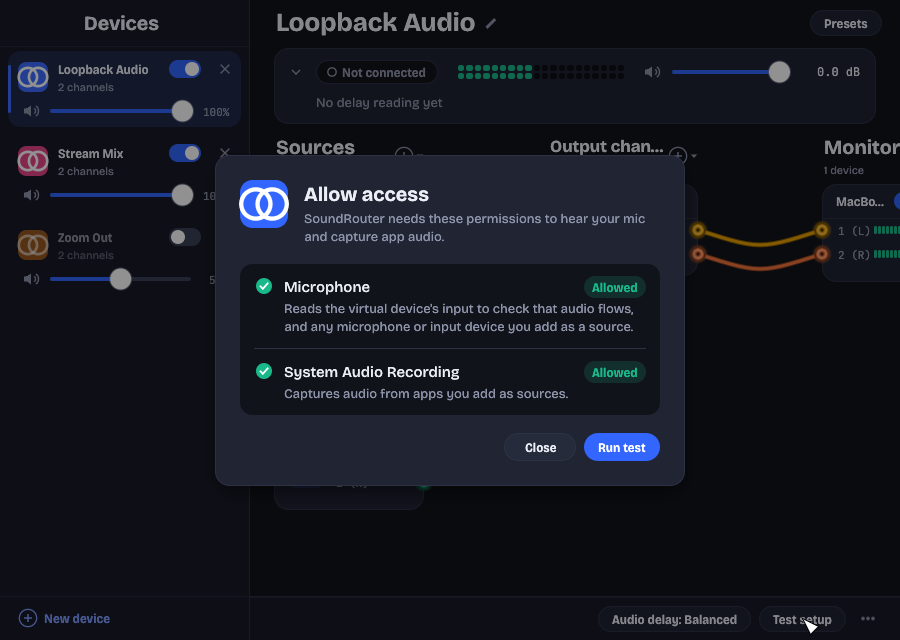 Devices
Loopback Audio
2 channels
100%
Stream Mix
2 channels
10
Zoom Out
2 channels
5
New device
Loopback Audio
Presets
Not connected
0.0 dB
No delay reading yet
Sources
Output chan...
Monitor
1 device
MacBo...
1 (L)
2 (R)
Allow access
SoundRouter needs these permissions to hear your mic
and capture app audio.
Microphone
Allowed
Reads the virtual device's input to check that audio flows,
and any microphone or input device you add as a source.
System Audio Recording
Allowed
Captures audio from apps you add as sources.
Close
Run test
Audio delay: Balanced
Test setup